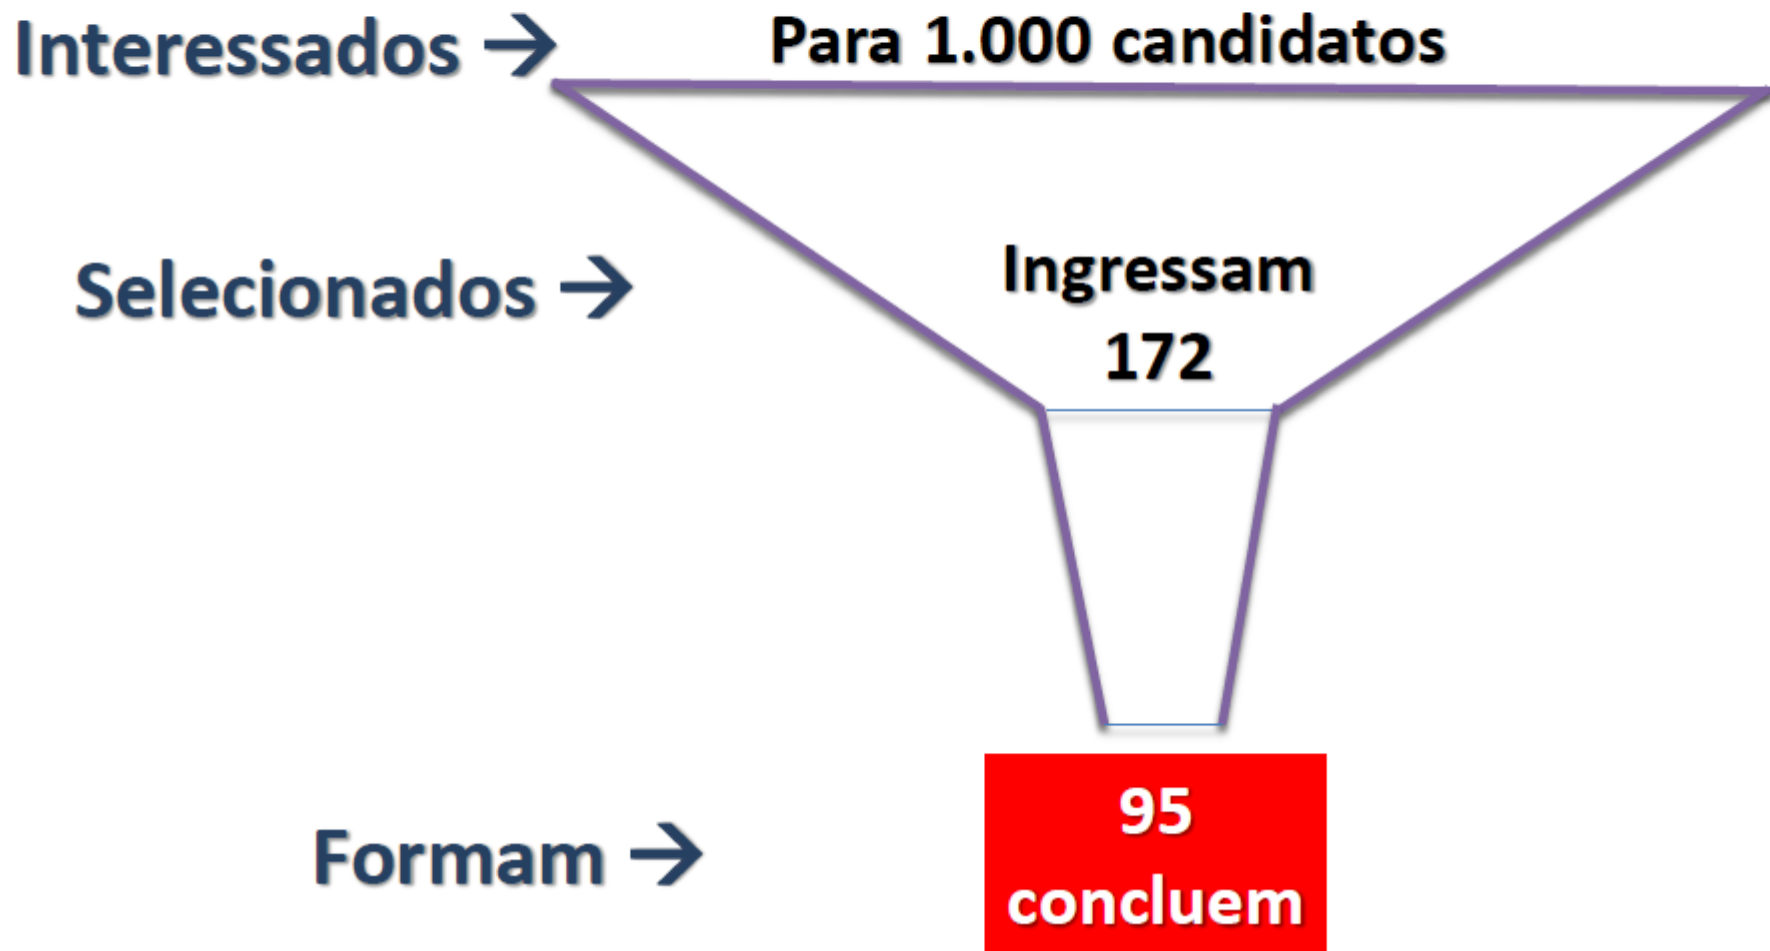 Interessados → Para 1.000 candidatos
Selecionados → Ingressam
172
95
Formam → concluem